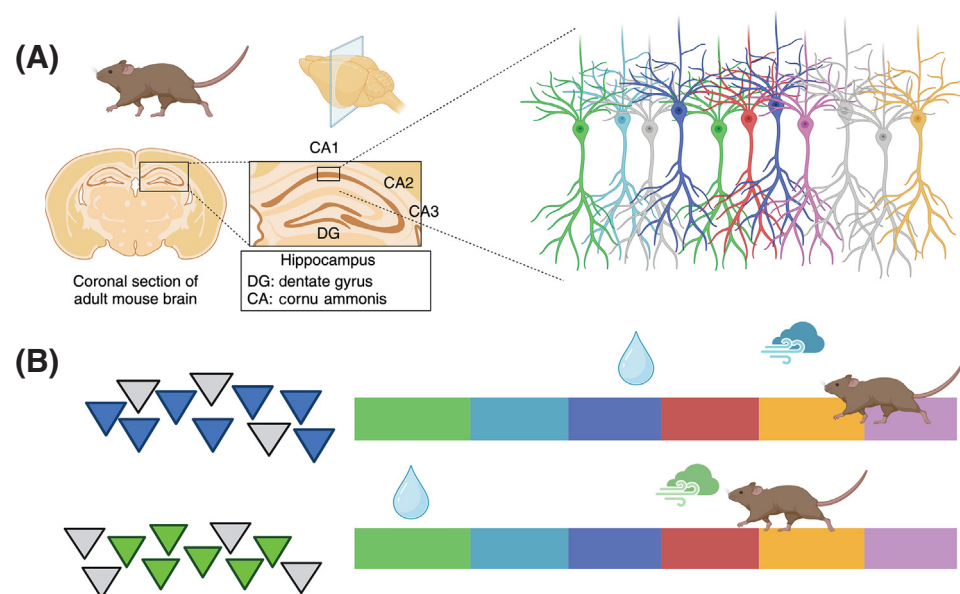 (A)
CA1
CA2
CA3
DG
Coronal section of
adult mouse brain
Hippocampus
DG: dentate gyrus
CA: cornu ammonis
(B)